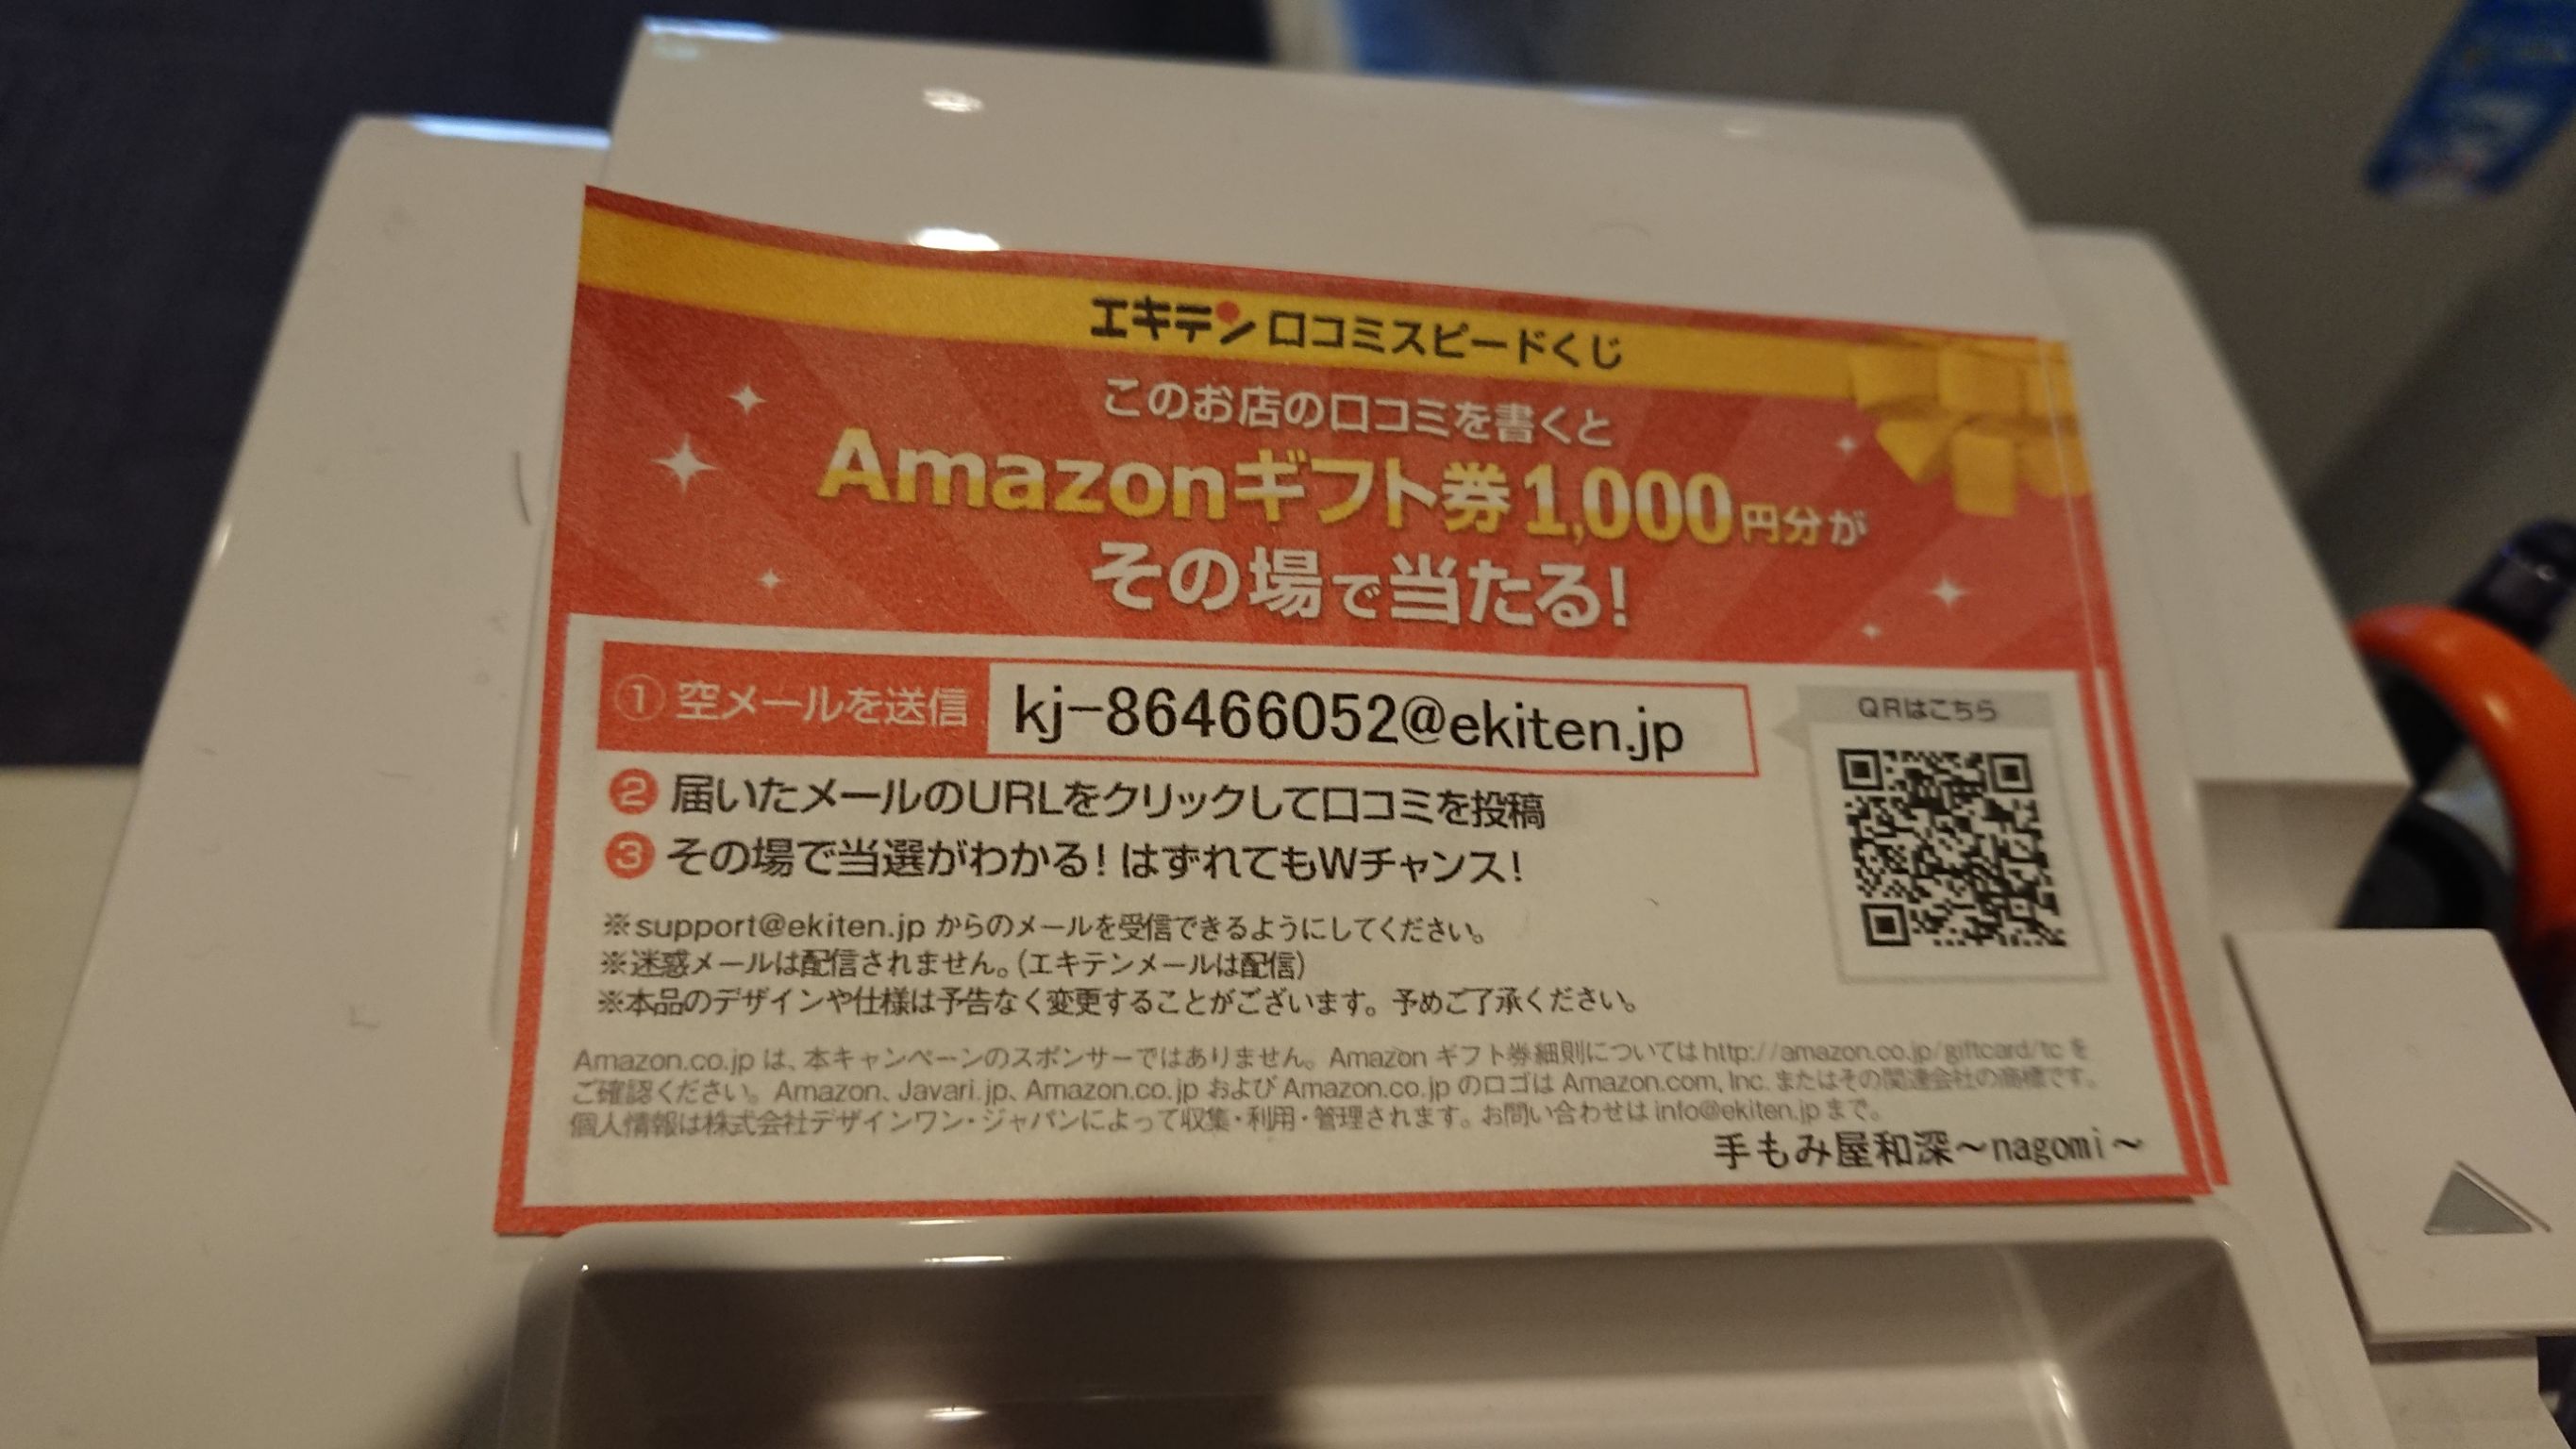 エキテン口コミスピードくじ
このお店の口コミを書くと
Amazonギフト券1,000円分が
その場で当たる!
①空メールを送信 kj-86466052@ekiten.jp
QRはこちら
②届いたメールのURLをクリックして口コミを投稿
③その場で当選がわかる!はずれてもWチャンス!
※support@ekiten.jp からのメールを受信できるようにしてください。
※迷惑メールは配信されません。(エキテンメールは配信)
※本品のデザインや仕様は予告なく変更することがございます。予めご了承ください。
Amazon.co.jp は、本キャンペーンのスポンサーではありません。Amazon ギフト券細則については http://amazon.co.jp/giftcard/tc を
ご確認ください。Amazon、Javari.jp、Amazon.co.jp および Amazon.co.jp のロゴは Amazon.com, Inc. またはその関連会社の商標です。
個人情報は株式会社デザインワン・ジャパンによって収集・利用・管理されます。お問い合わせは info@ekiten.jp まで。
手もみ屋和深～nagomi～